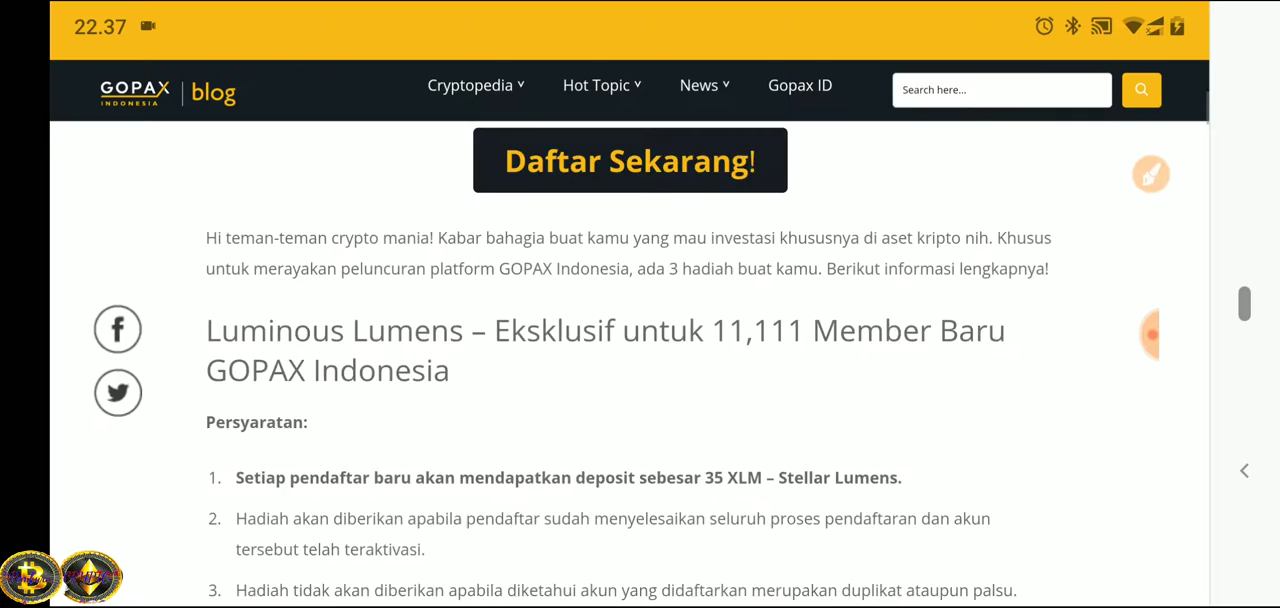 22.37
GOPAX INDONESIA | blog
Cryptopedia
Hot Topic
News
Gopax ID
Search here...
Daftar Sekarang!
Hi teman-teman crypto mania! Kabar bahagia buat kamu yang mau investasi khususnya di aset kripto nih. Khusus
untuk merayakan peluncuran platform GOPAX Indonesia, ada 3 hadiah buat kamu. Berikut informasi lengkapnya!
Luminous Lumens – Eksklusif untuk 11,111 Member Baru
GOPAX Indonesia
Persyaratan:
1. Setiap pendaftar baru akan mendapatkan deposit sebesar 35 XLM – Stellar Lumens.
2. Hadiah akan diberikan apabila pendaftar sudah menyelesaikan seluruh proses pendaftaran dan akun
tersebut telah teraktivasi.
3. Hadiah tidak akan diberikan apabila diketahui akun yang didaftarkan merupakan duplikat ataupun palsu.